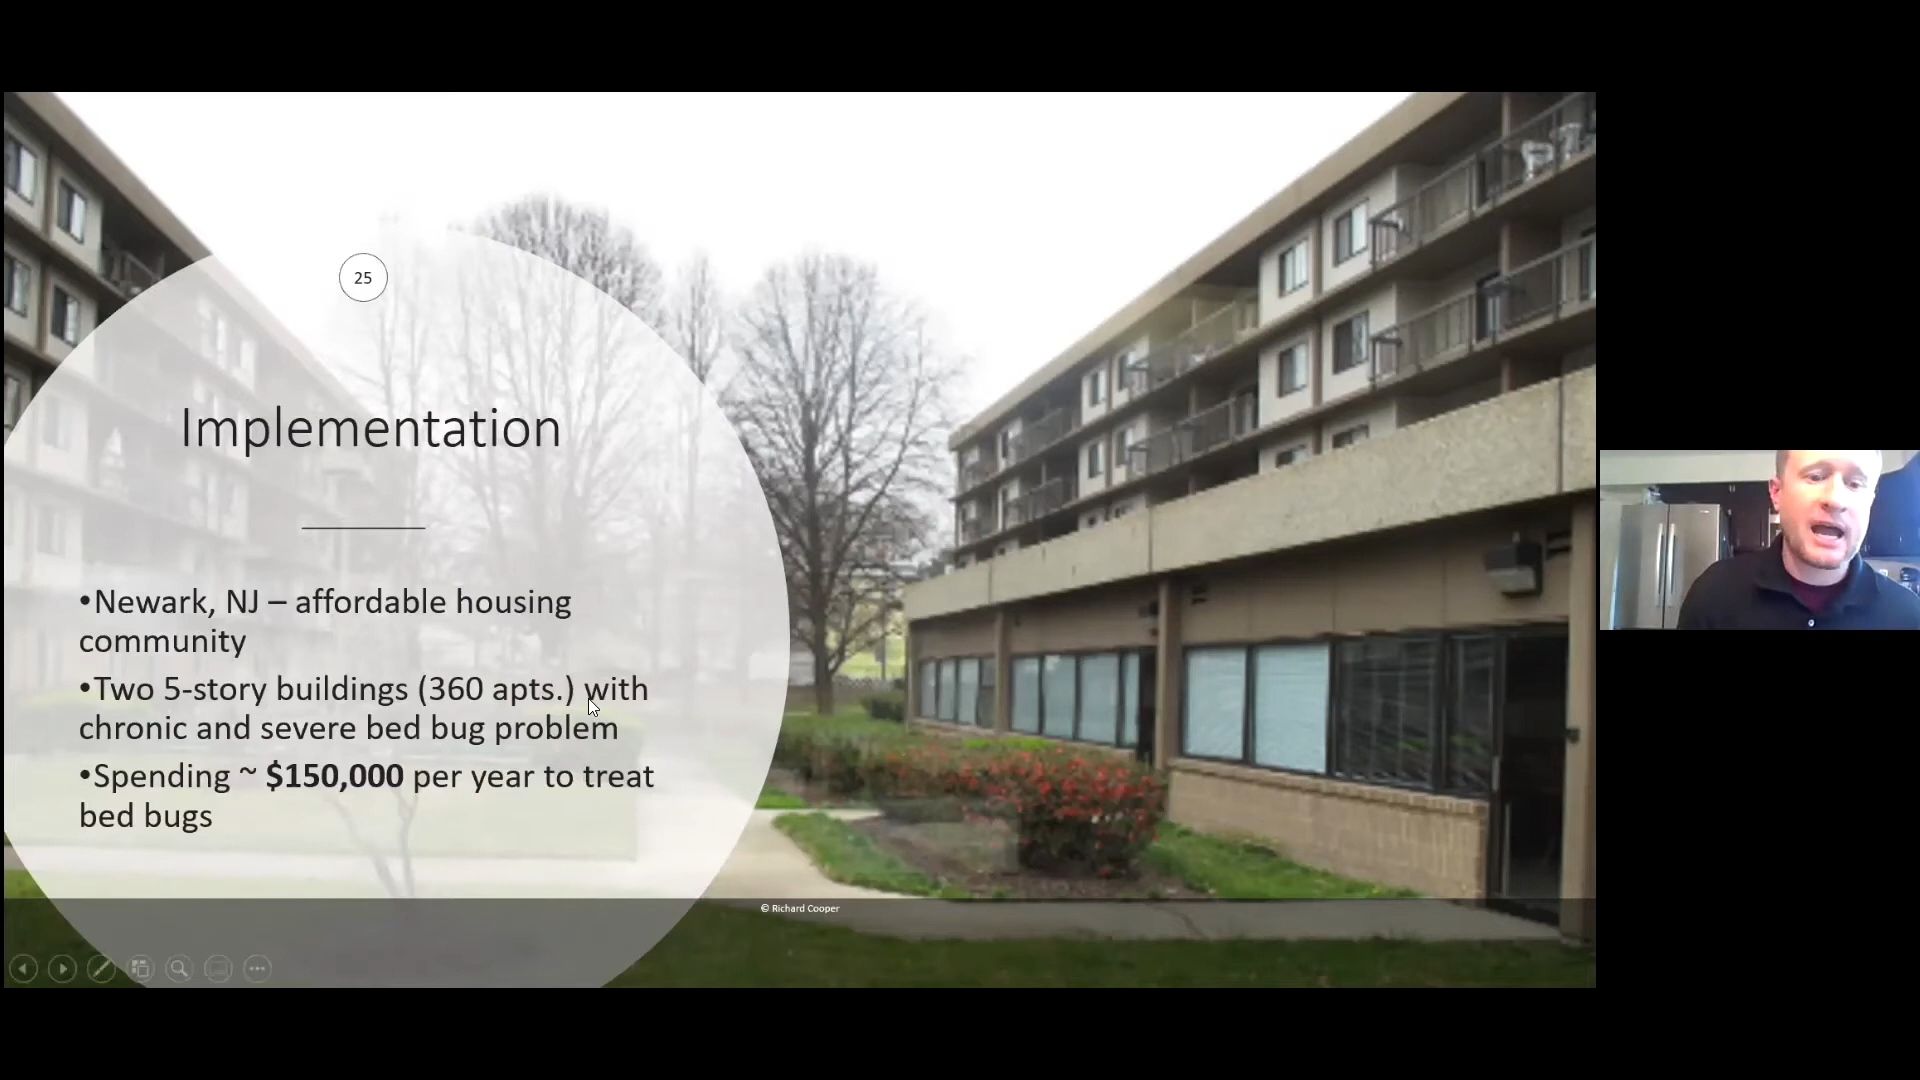 25
Implementation
•Newark, NJ – affordable housing
community
•Two 5-story buildings (360 apts.) with
chronic and severe bed bug problem
•Spending ~ $150,000 per year to treat
bed bugs
© Richard Cooper